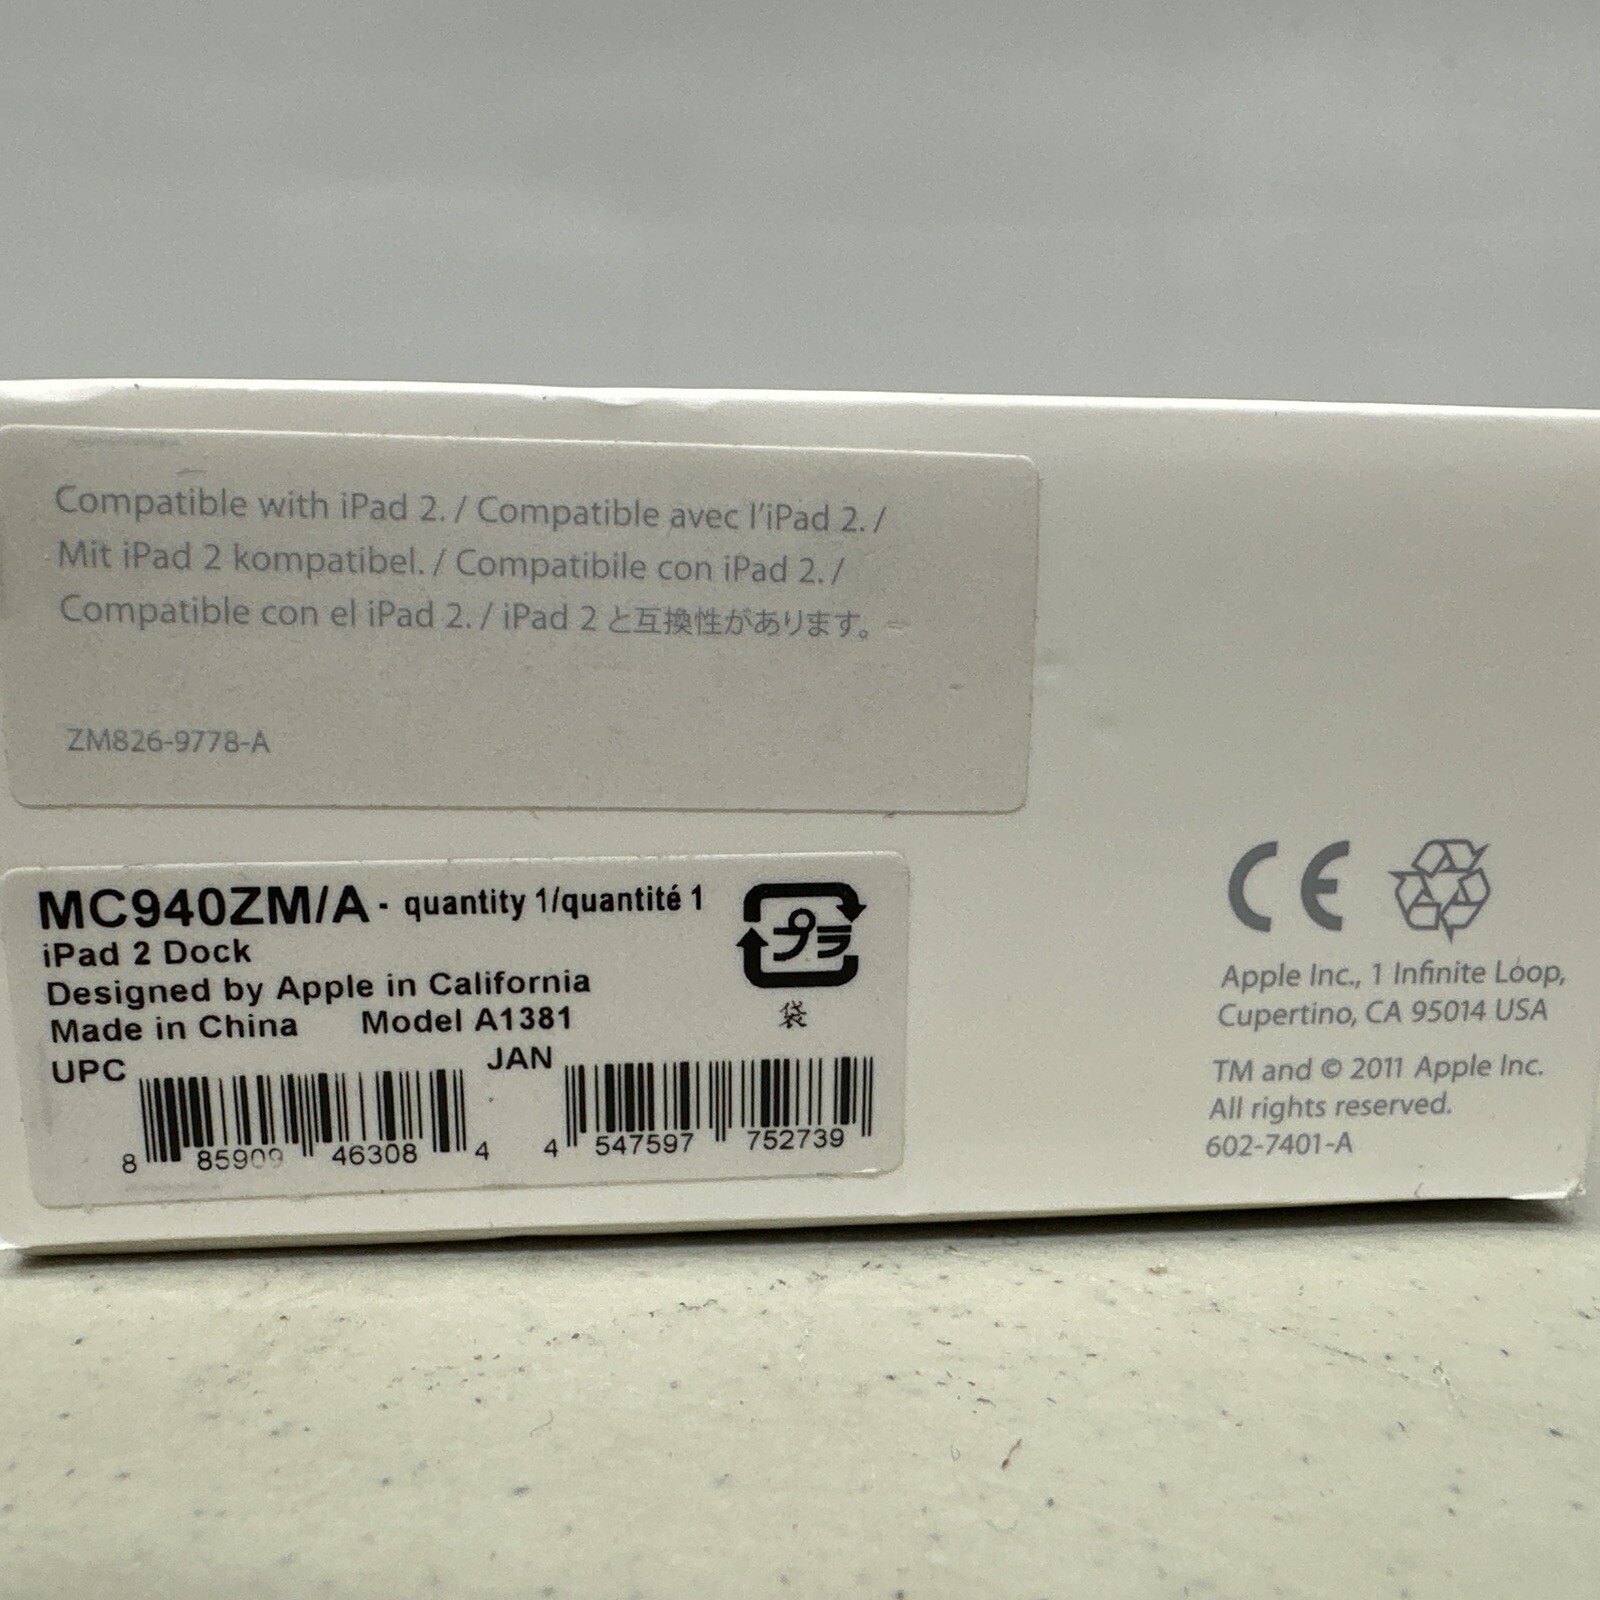 Compatible with iPad 2. / Compatible avec l'iPad 2. /
Mit iPad 2 kompatibel. / Compatibile con iPad 2. /
Compatible con el iPad 2. / iPad 2 と互換性があります。
ZM826-9778-A
MC940ZM/A - quantity 1/quantité 1
iPad 2 Dock
Designed by Apple in California
Made in China Model A1381
プラ
袋
UPC
8 85909 46308 4
JAN
4 547597 752739
CE
Apple Inc., 1 Infinite Loop,
Cupertino, CA 95014 USA
TM and © 2011 Apple Inc.
All rights reserved.
602-7401-A